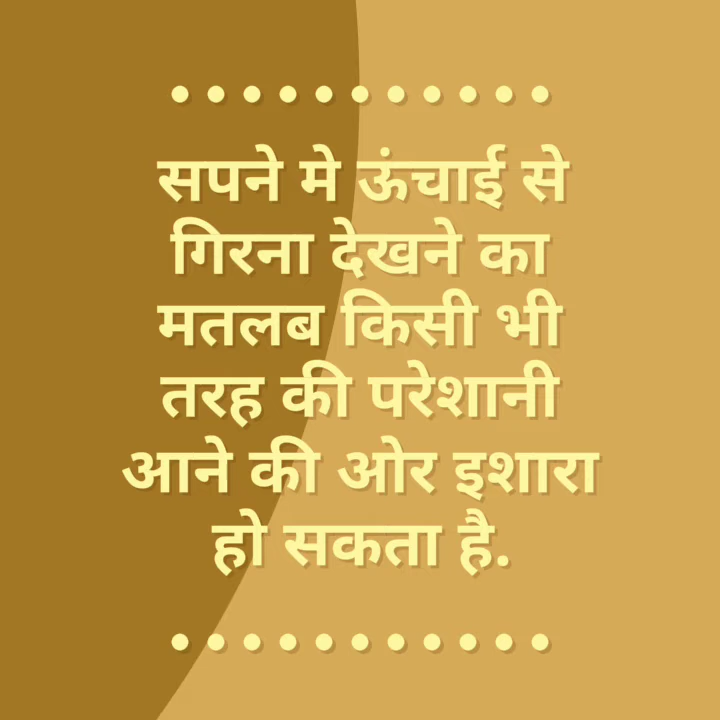 सपने मे ऊंचाई से
गिरना देखने का
मतलब किसी भी
तरह की परेशानी
आने की ओर इशारा
हो सकता है.